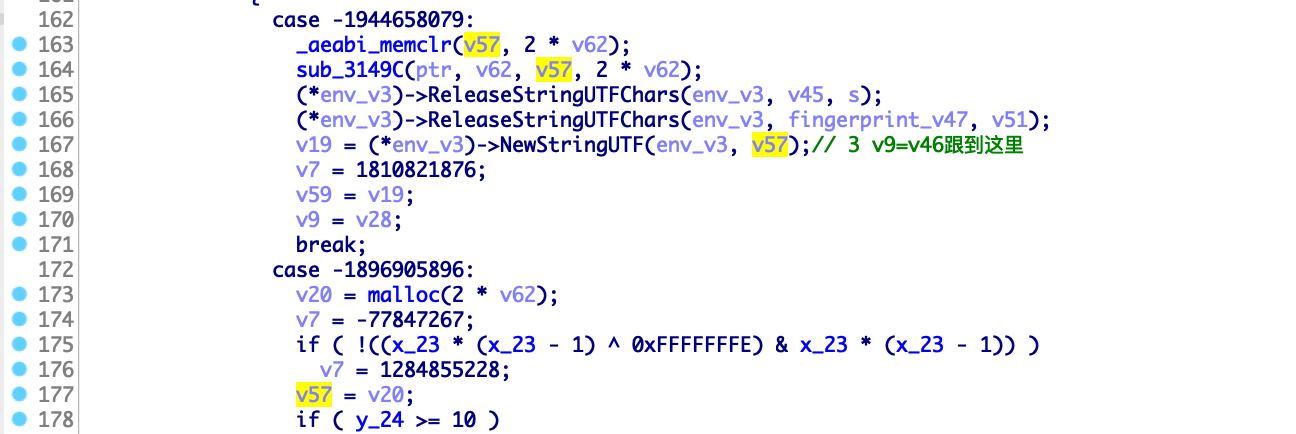 162 case -1944658079:
163 _aeabi_memclr(v57, 2 * v62);
164 sub_3149C(ptr, v62, v57, 2 * v62);
165 (*env_v3)->ReleaseStringUTFChars(env_v3, v45, s);
166 (*env_v3)->ReleaseStringUTFChars(env_v3, fingerprint_v47, v51);
167 v19 = (*env_v3)->NewStringUTF(env_v3, v57);// 3 v9=v46跟到这里
168 v7 = 1810821876;
169 v59 = v19;
170 v9 = v28;
171 break;
172 case -1896905896:
173 v20 = malloc(2 * v62);
174 v7 = -77847267;
175 if ( !((x_23 * (x_23 - 1) ^ 0xFFFFFFFE) & x_23 * (x_23 - 1)) )
176 v7 = 1284855228;
177 v57 = v20;
178 if ( y_24 >= 10 )